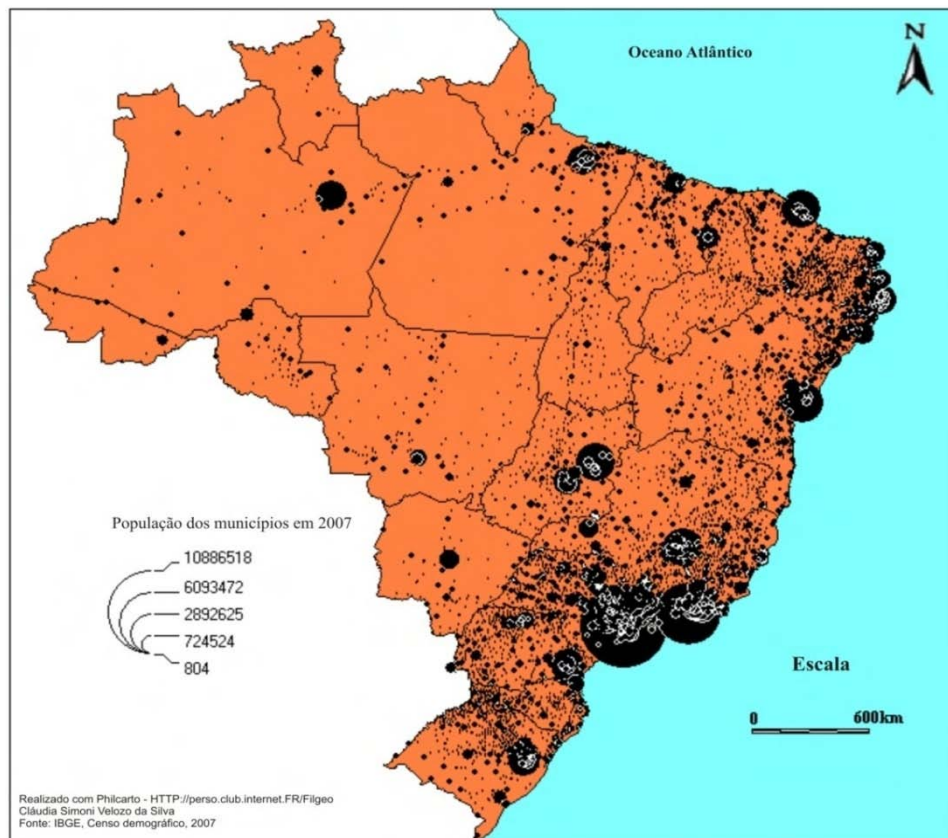 N
Oceano Atlântico
População dos municípios em 2007
10886518
6093472
2892625
724524
804
Escala
0 600km
Realizado com Philcarto - HTTP://perso.club.internet.FR/Filgeo
Cláudia Simoni Velozo da Silva
Fonte: IBGE, Censo demográfico, 2007